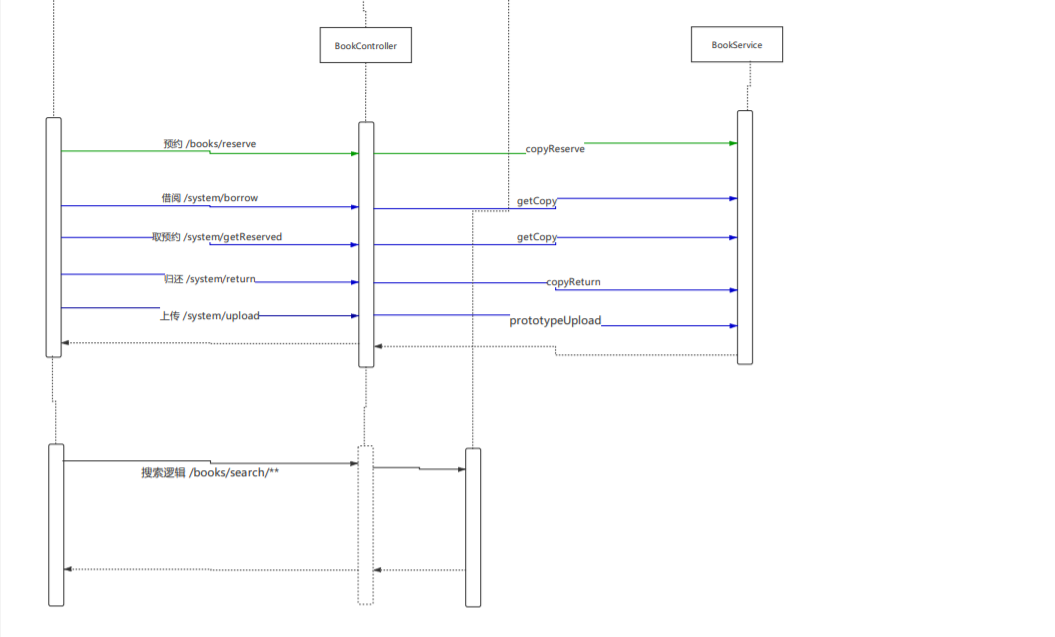 BookController
BookService
预约 /books/reserve
copyReserve
借阅 /system/borrow
getCopy
取预约 /system/getReserved
getCopy
归还 /system/return
copyReturn
上传 /system/upload
prototypeUpload
搜索逻辑 /books/search/**